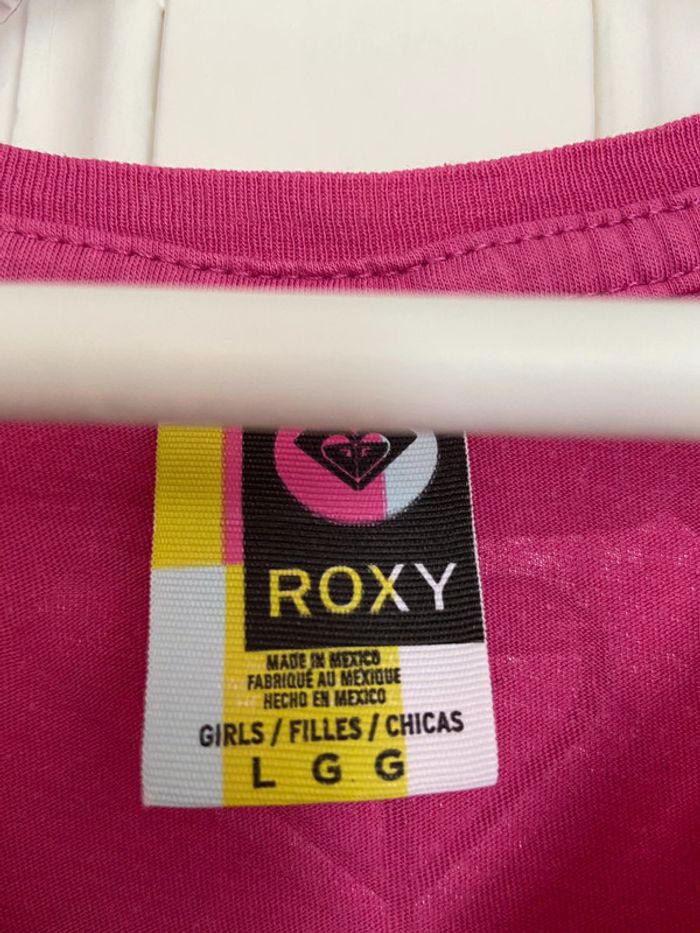 ROXY
MADE IN MEXICO
FABRIQUÉ AU MEXIQUE
HECHO EN MEXICO
GIRLS / FILLES / CHICAS
L G G